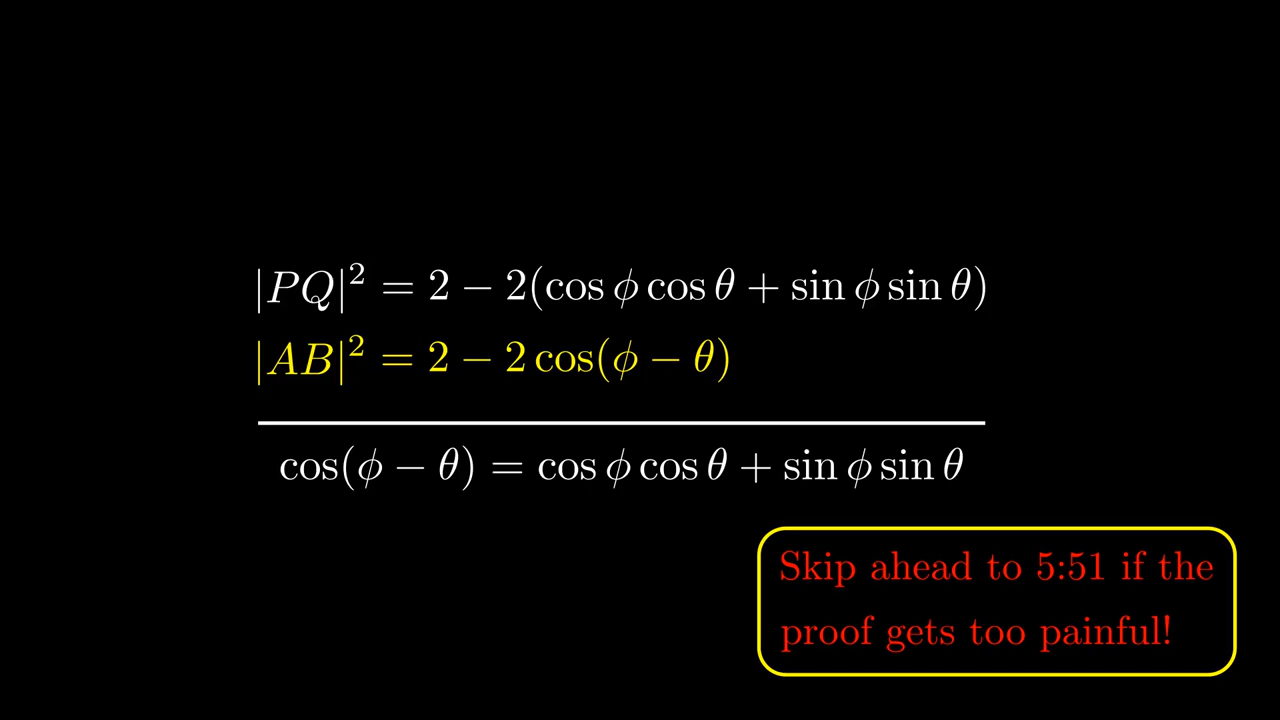 |PQ|² = 2 − 2(cos ϕ cos θ + sin ϕ sin θ)
|AB|² = 2 − 2 cos(ϕ − θ)
cos(ϕ − θ) = cos ϕ cos θ + sin ϕ sin θ
Skip ahead to 5:51 if the
proof gets too painful!